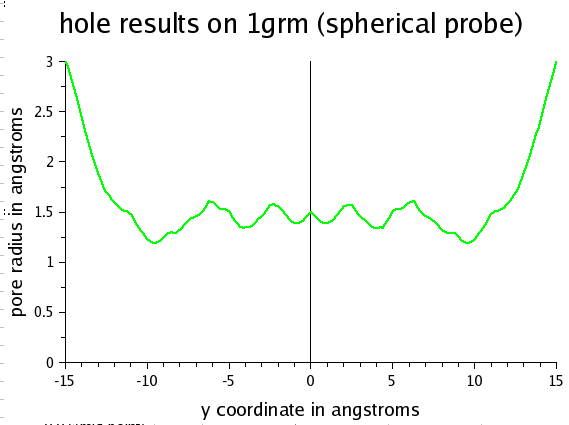 hole results on 1grm (spherical probe)
3
2.5
2
1.5
1
0.5
0
pore radius in angstroms
-15 -10 -5 0 5 10 15
y coordinate in angstroms